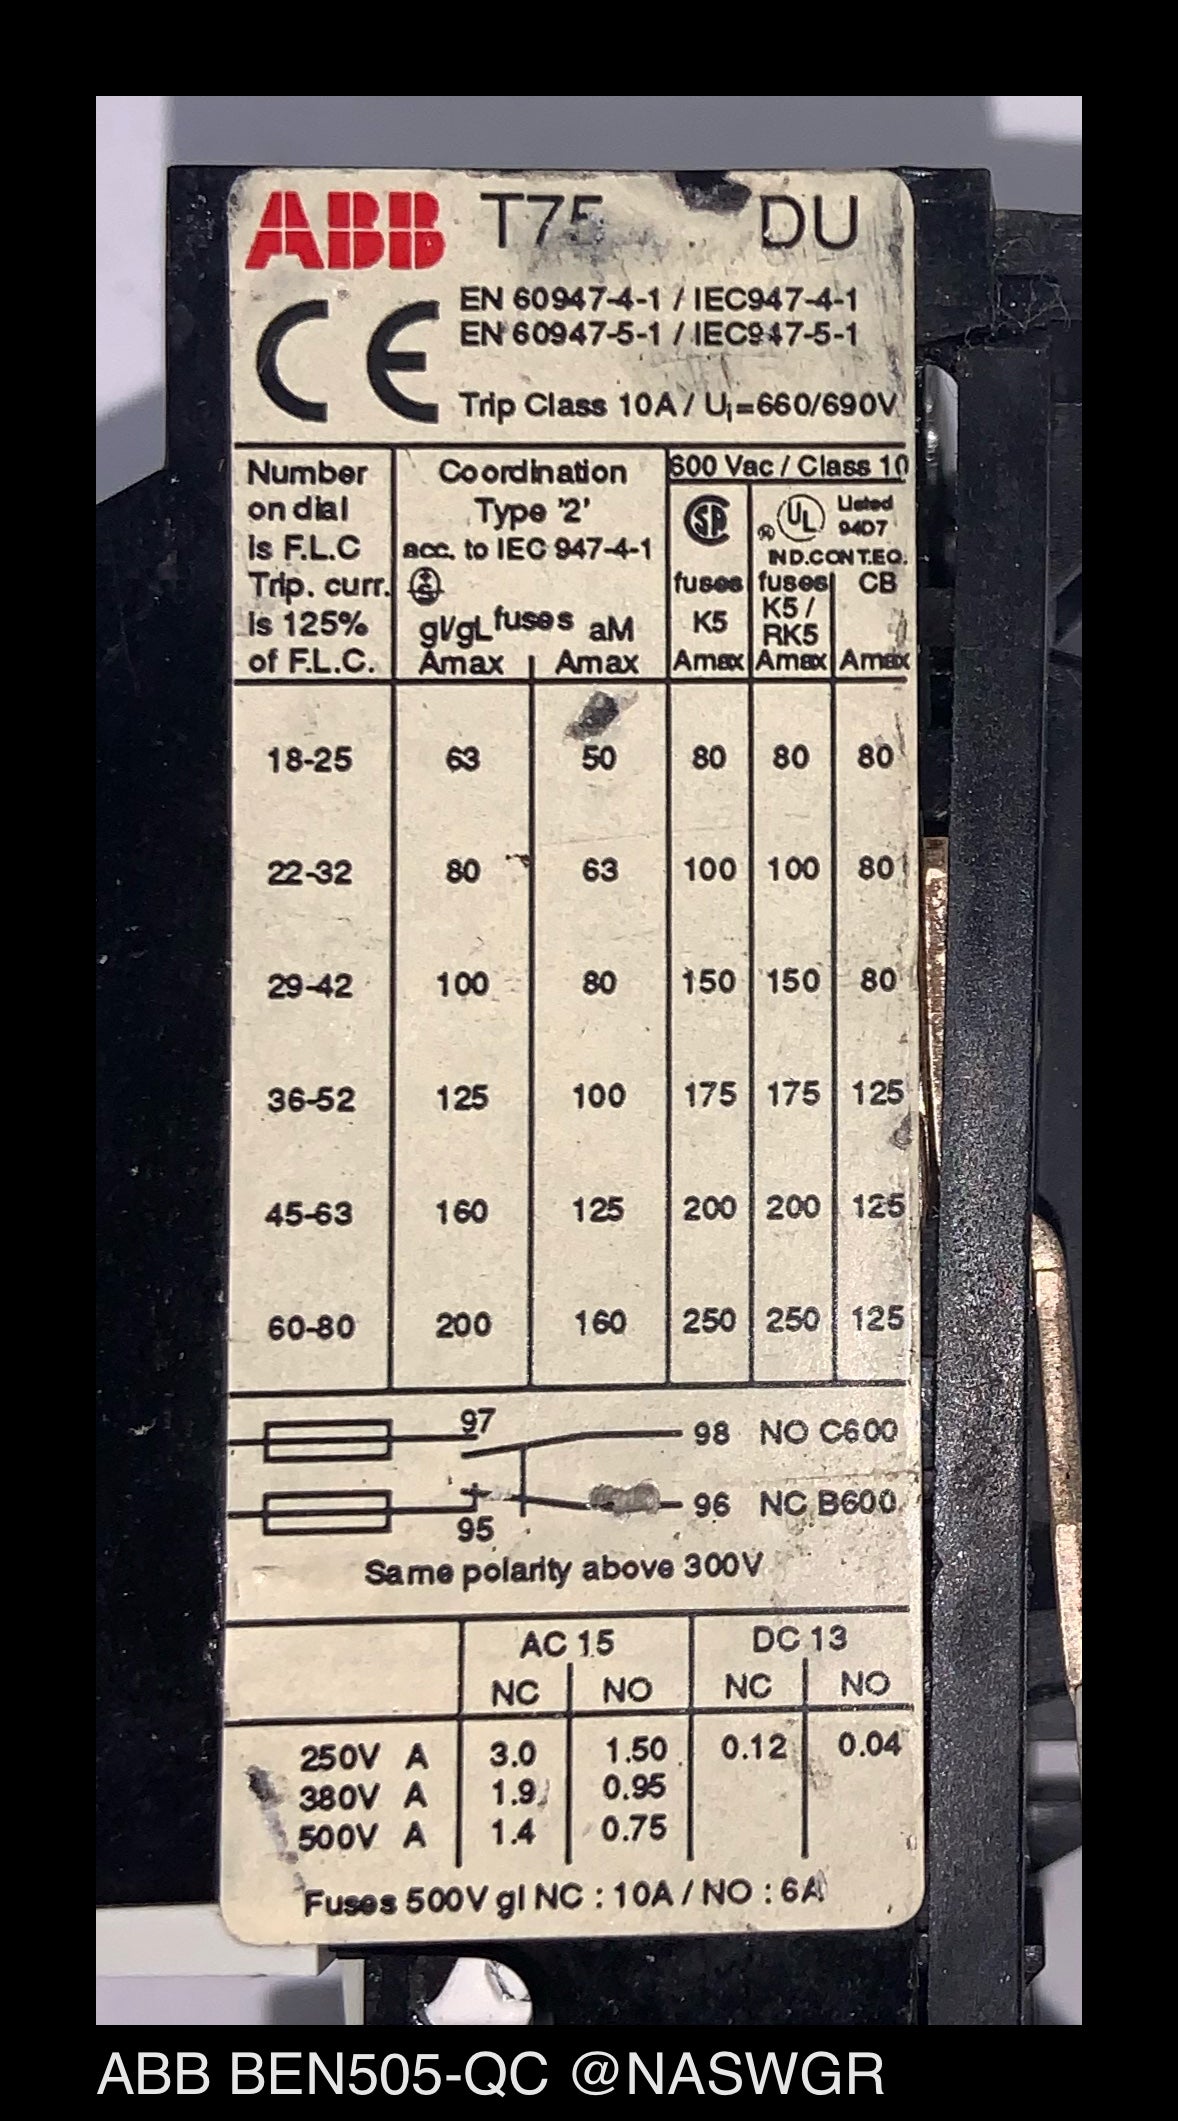 ABB T75 DU
CE
EN 60947-4-1 / IEC947-4-1
EN 60947-5-1 / IEC947-5-1
Trip Class 10A / Ui=660/690V
Number
on dial
is F.L.C
Trip. curr.
is 125%
of F.L.C.
Coordination
Type '2'
acc. to IEC 947-4-1
gl/gL fuses aM
Amax Amax
600 Vac / Class 10
SP
fuses
K5
Amax
UL ® Listed
94D7
IND.CONT.EQ.
fuses CB
K5 /
RK5
Amax Amax
18-25 63 50 80 80 80
22-32 80 63 100 100 80
29-42 100 80 150 150 80
36-52 125 100 175 175 125
45-63 160 125 200 200 125
60-80 200 160 250 250 125
97 98 NO C600
95 96 NC B600
Same polarity above 300V
AC 15 DC 13
NC NO NC NO
250V A 3.0 1.50 0.12 0.04
380V A 1.9 0.95
500V A 1.4 0.75
Fuses 500V gl NC : 10A / NO : 6A
ABB BEN505-QC @NASWGR